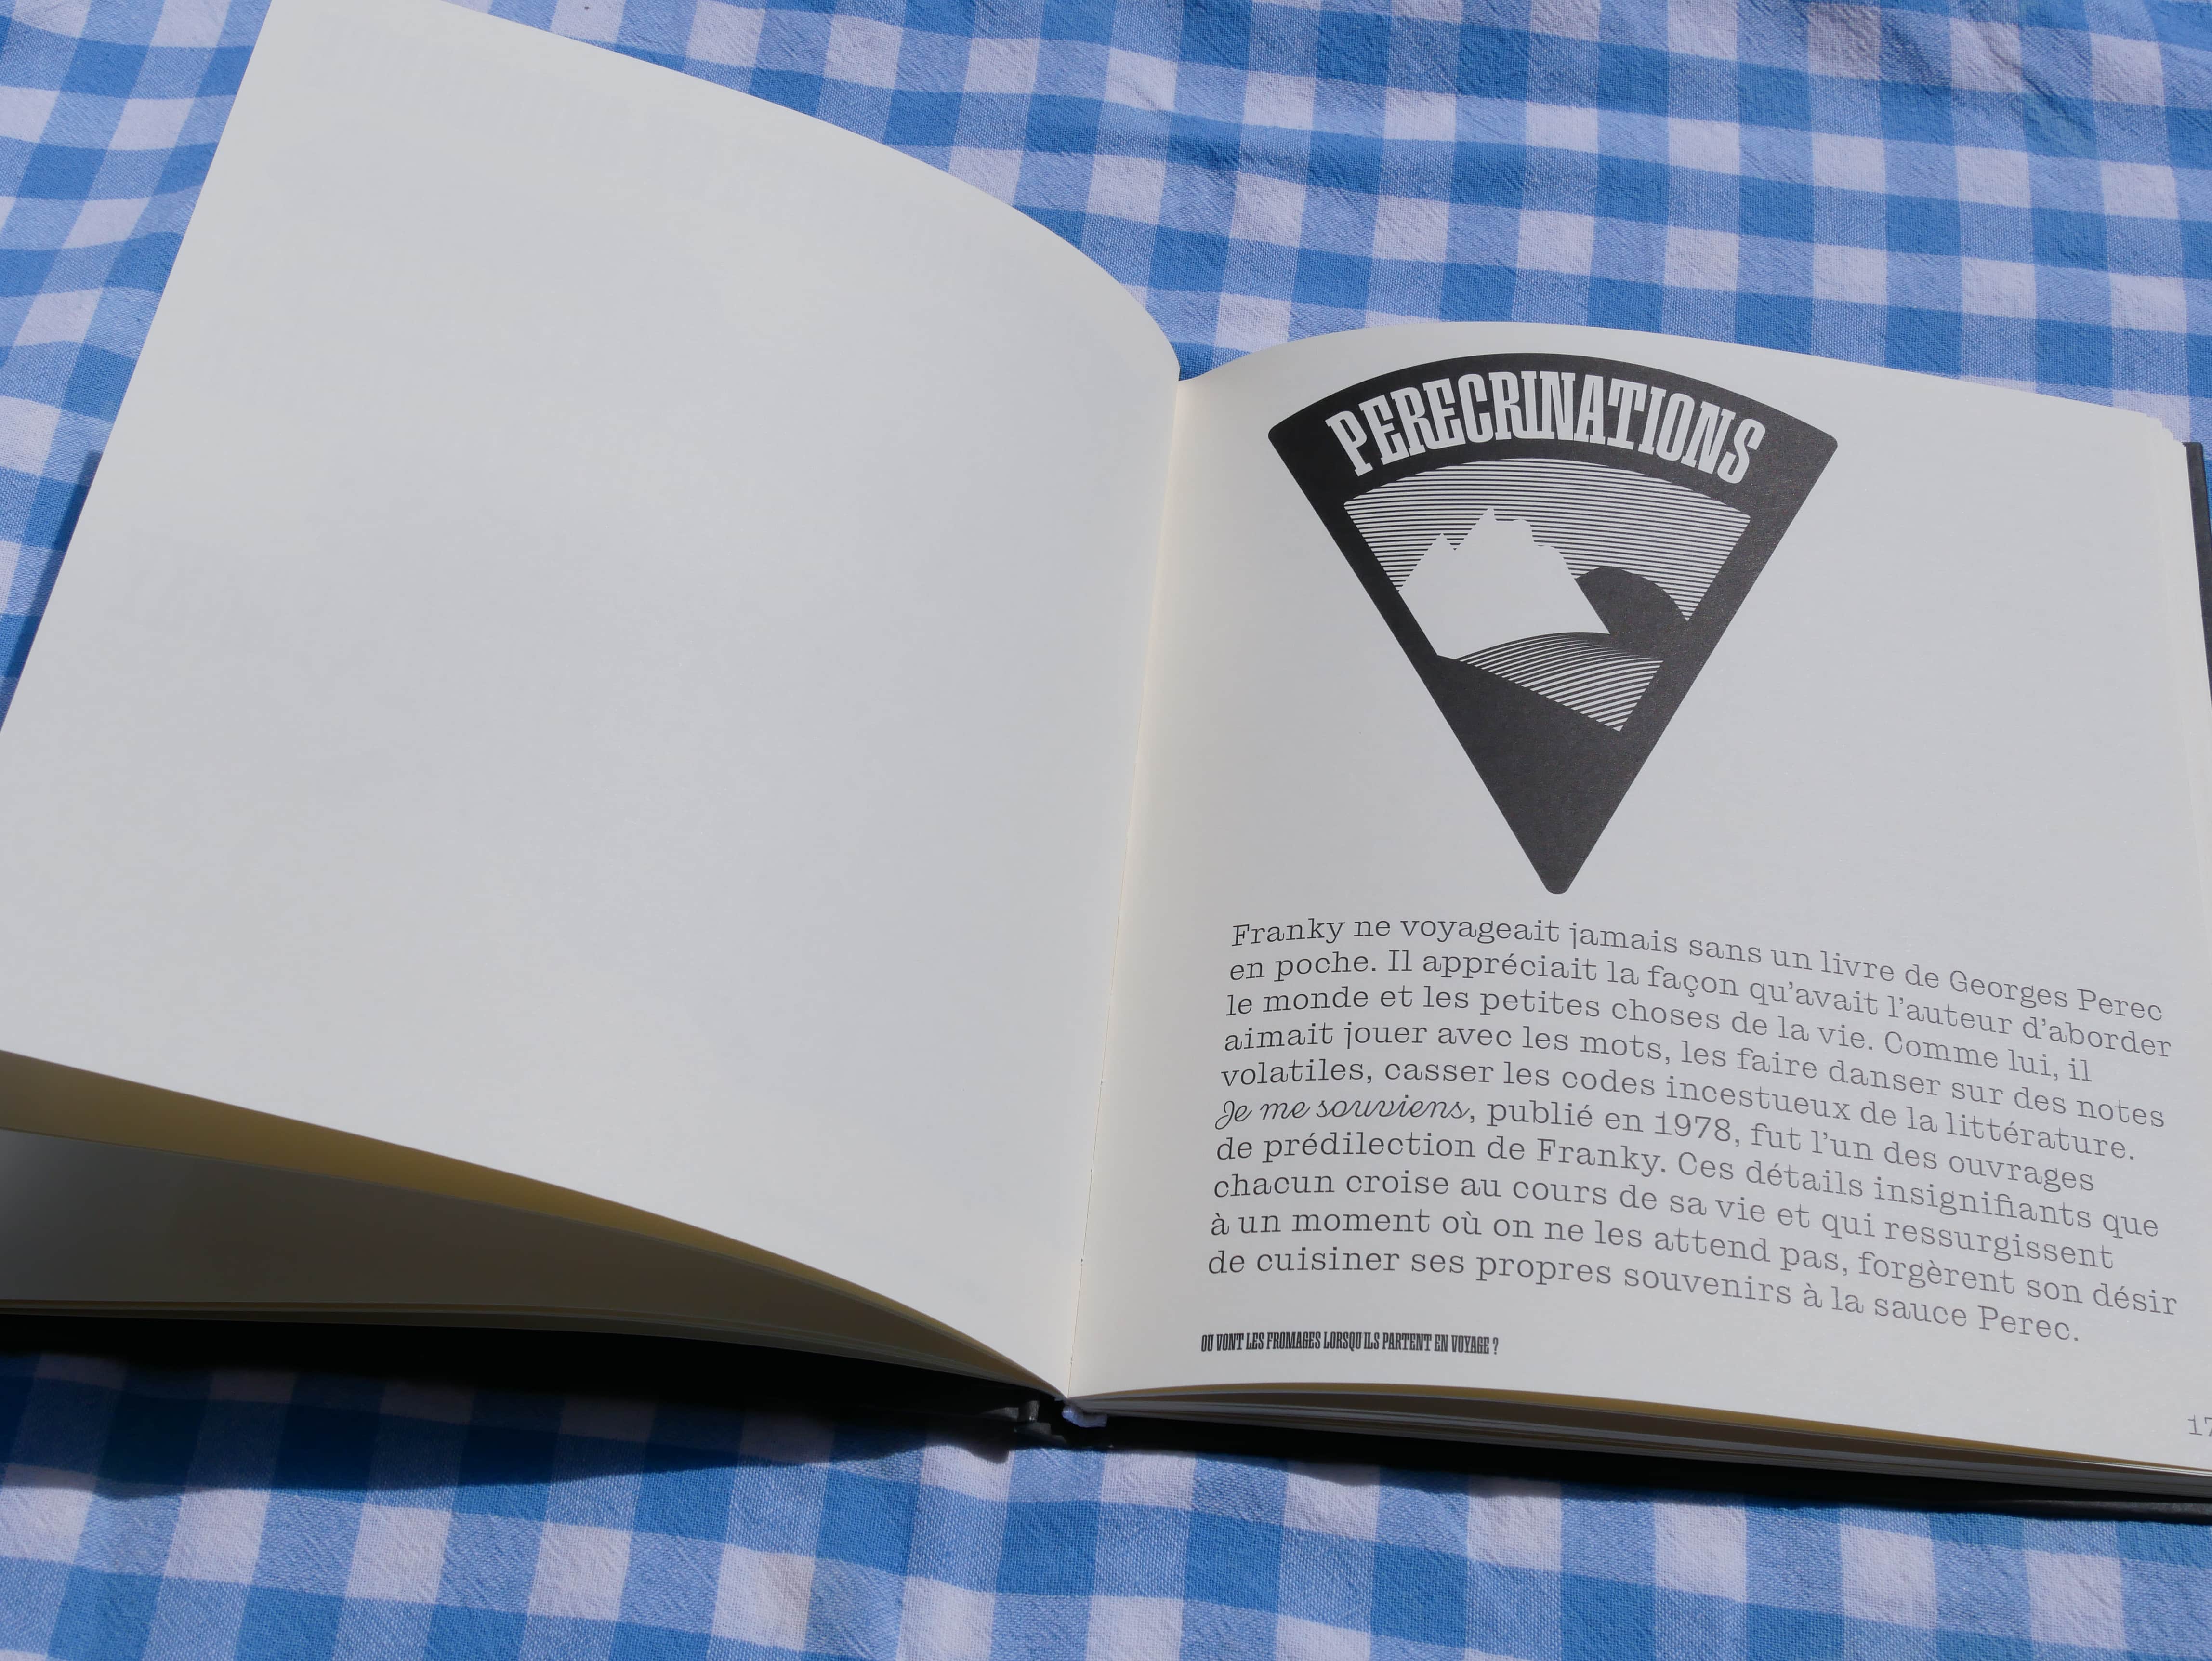 PERECRINATIONS
Franky ne voyageait jamais sans un livre de Georges Perec
en poche. Il appréciait la façon qu'avait l'auteur d'aborder
le monde et les petites choses de la vie. Comme lui, il
aimait jouer avec les mots, les faire danser sur des notes
volatiles, casser les codes incestueux de la littérature.
Je me souviens, publié en 1978, fut l'un des ouvrages
de prédilection de Franky. Ces détails insignifiants que
chacun croise au cours de sa vie et qui ressurgissent
à un moment où on ne les attend pas, forgèrent son désir
de cuisiner ses propres souvenirs à la sauce Perec.
OU VONT LES FROMAGES LORSQU'ILS PARTENT EN VOYAGE ?